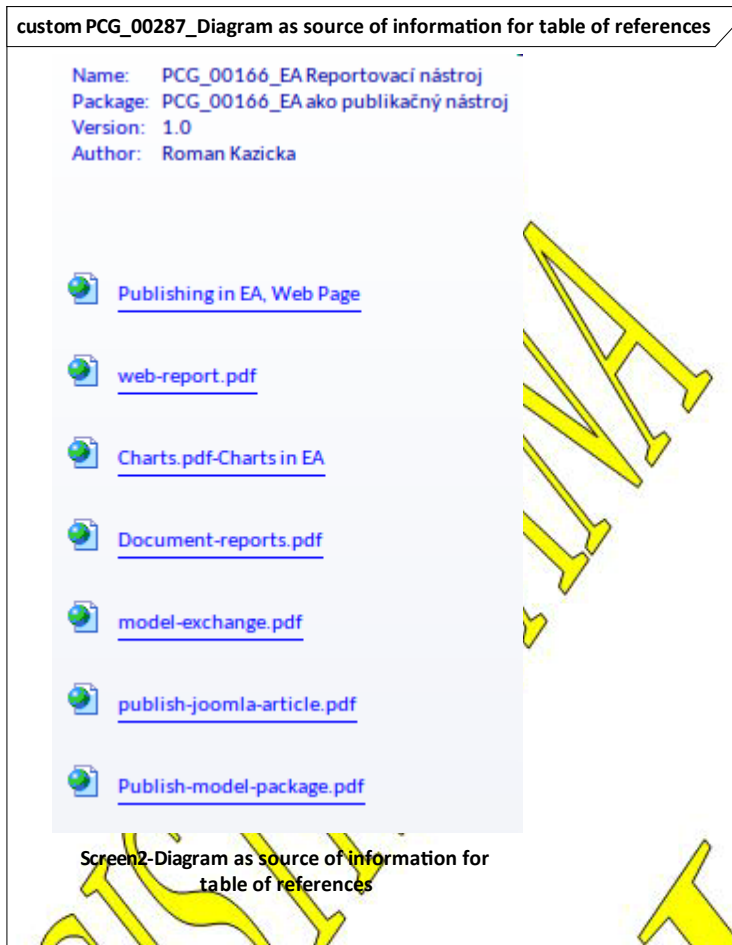 custom PCG_00287_Diagram as source of information for table of references
Name: PCG_00166_EA Reportovací nástroj
Package: PCG_00166_EA ako publikačný nástroj
Version: 1.0
Author: Roman Kazicka
Publishing in EA, Web Page
web-report.pdf
Charts.pdf-Charts in EA
Document-reports.pdf
model-exchange.pdf
publish-joomla-article.pdf
Publish-model-package.pdf
Screen2-Diagram as source of information for
table of references